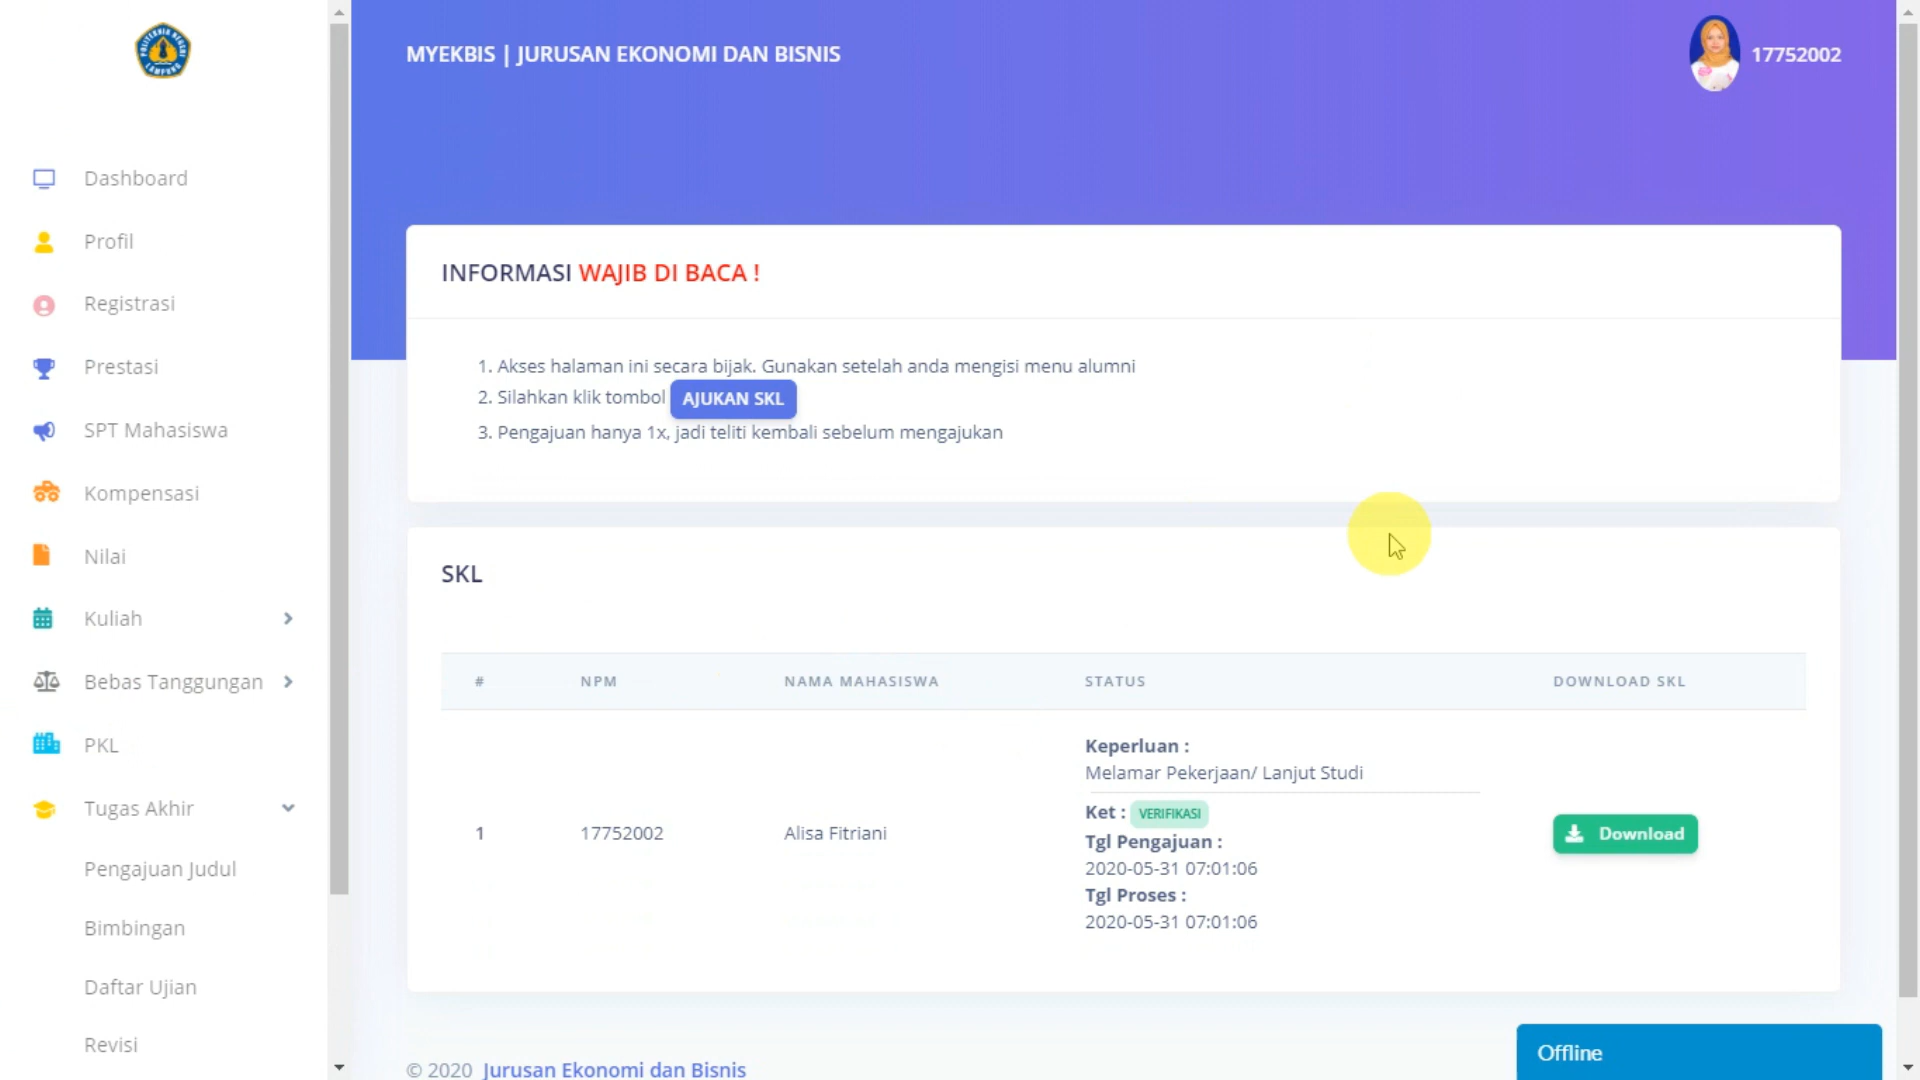 POLITEKNIK NEGERI
LAMPUNG
MYEKBIS | JURUSAN EKONOMI DAN BISNIS
17752002
Dashboard
Profil
Registrasi
Prestasi
SPT Mahasiswa
Kompensasi
Nilai
Kuliah
Bebas Tanggungan
PKL
Tugas Akhir
Pengajuan Judul
Bimbingan
Daftar Ujian
Revisi
INFORMASI WAJIB DI BACA !
1. Akses halaman ini secara bijak. Gunakan setelah anda mengisi menu alumni
2. Silahkan klik tombol AJUKAN SKL
3. Pengajuan hanya 1x, jadi teliti kembali sebelum mengajukan
SKL
# NPM NAMA MAHASISWA STATUS DOWNLOAD SKL
Keperluan :
Melamar Pekerjaan/ Lanjut Studi
Ket : VERIFIKASI
1 17752002 Alisa Fitriani Download
Tgl Pengajuan :
2020-05-31 07:01:06
Tgl Proses :
2020-05-31 07:01:06
© 2020 Jurusan Ekonomi dan Bisnis
Offline